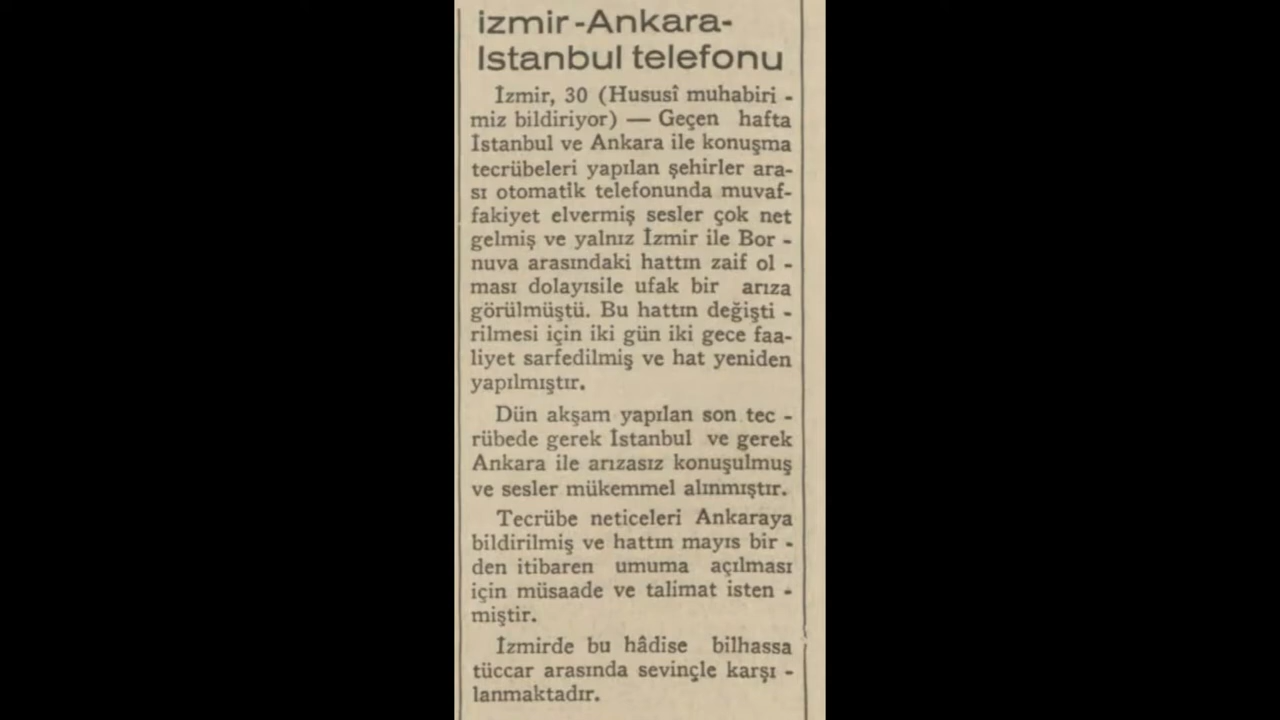 izmir-Ankara-
Istanbul telefonu
İzmir, 30 (Hususî muhabiri -
miz bildiriyor) — Geçen hafta
İstanbul ve Ankara ile konuşma
tecrübeleri yapılan şehirler ara-
sı otomatik telefonunda muvaf-
fakiyet elvermiş sesler çok net
gelmiş ve yalnız İzmir ile Bor -
nuva arasındaki hattın zaif ol -
ması dolayısile ufak bir arıza
görülmüştü. Bu hattın değişti -
rilmesi için iki gün iki gece faa-
liyet sarfedilmiş ve hat yeniden
yapılmıştır.
Dün akşam yapılan son tec -
rübede gerek İstanbul ve gerek
Ankara ile arızasız konuşulmuş
ve sesler mükemmel alınmıştır.
Tecrübe neticeleri Ankaraya
bildirilmiş ve hattın mayıs bir -
den itibaren umuma açılması
için müsaade ve talimat isten -
miştir.
İzmirde bu hâdise bilhassa
tüccar arasında sevinçle karşı -
lanmaktadır.